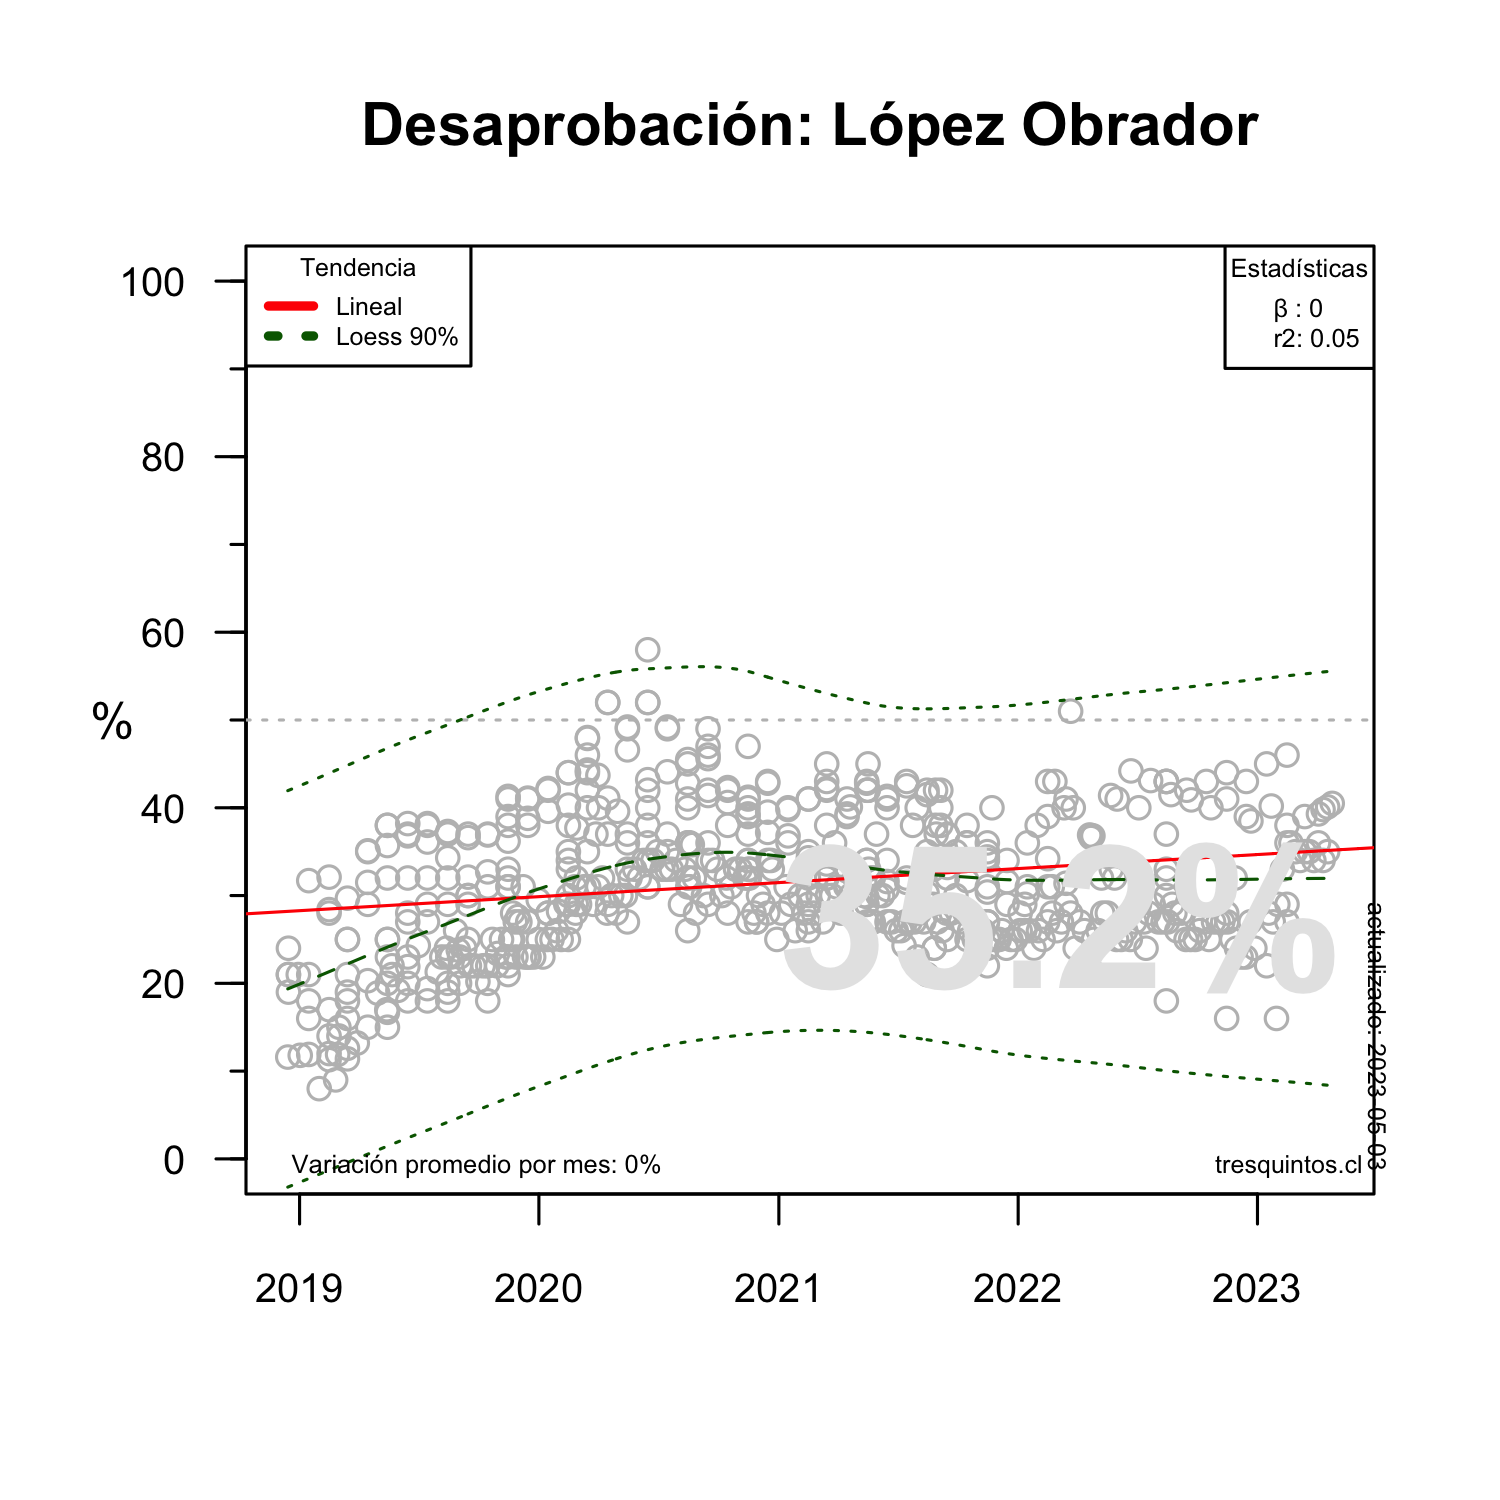 Desaprobación: López Obrador
Tendencia
Lineal
Loess 90%
Estadísticas
β : 0
r2: 0.05
100
80
60
%
40
20
0
35.2%
actualizado: 2023-05-03
Variación promedio por mes: 0%
tresquintos.cl
2019
2020
2021
2022
2023